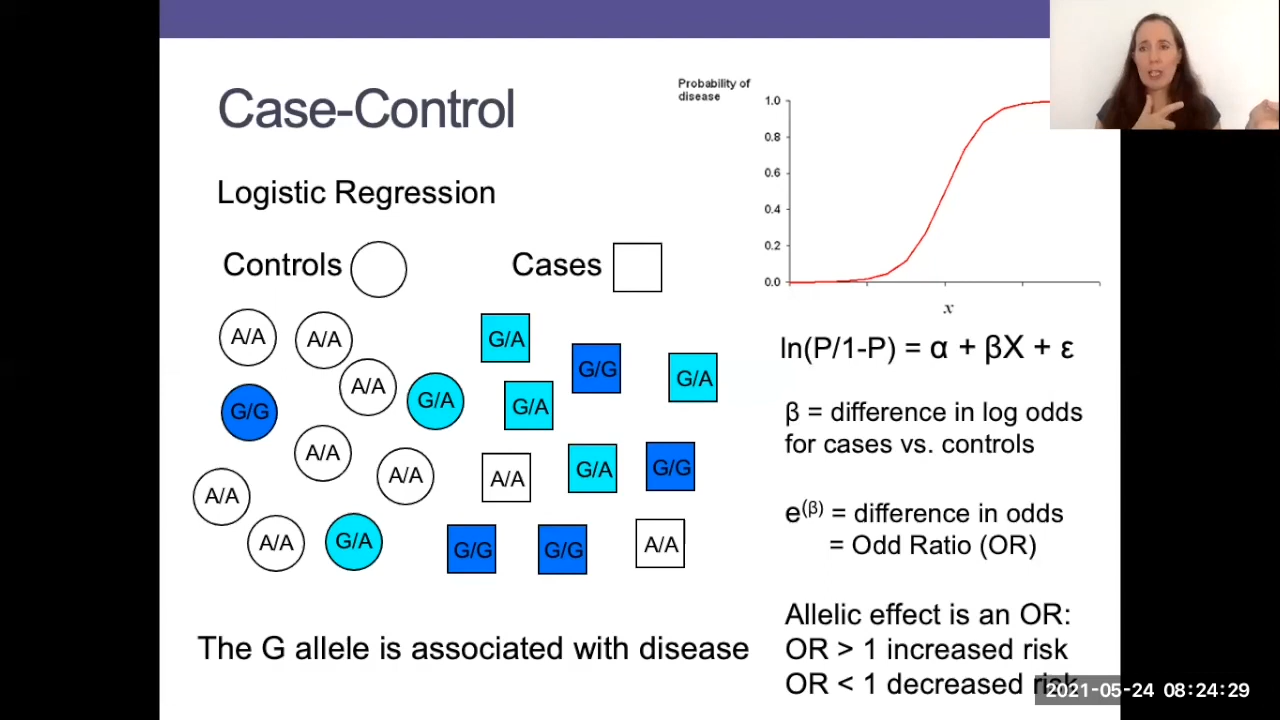 Case-Control
Logistic Regression
Controls
Cases
A/A
A/A
A/A
G/G
G/A
A/A
A/A
A/A
A/A
G/A
G/A
G/G
G/A
G/A
A/A
G/A
G/G
G/G
G/G
A/A
The G allele is associated with disease
Probability of
disease
1.0
0.8
0.6
0.4
0.2
0.0
x
ln(P/1-P) = α + βX + ε
β = difference in log odds
for cases vs. controls
e(β) = difference in odds
= Odd Ratio (OR)
Allelic effect is an OR:
OR > 1 increased risk
OR < 1 decreased risk
2021-05-24 08:24:29